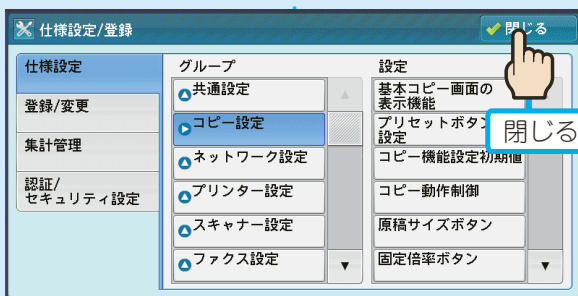 仕様設定/登録
閉じる
仕様設定
登録/変更
集計管理
認証/
セキュリティ設定
グループ
共通設定
コピー設定
ネットワーク設定
プリンター設定
スキャナー設定
ファクス設定
設定
基本コピー画面の
表示機能
プリセットボタン
設定
コピー機能設定初期値
コピー動作制御
原稿サイズボタン
固定倍率ボタン
閉じる